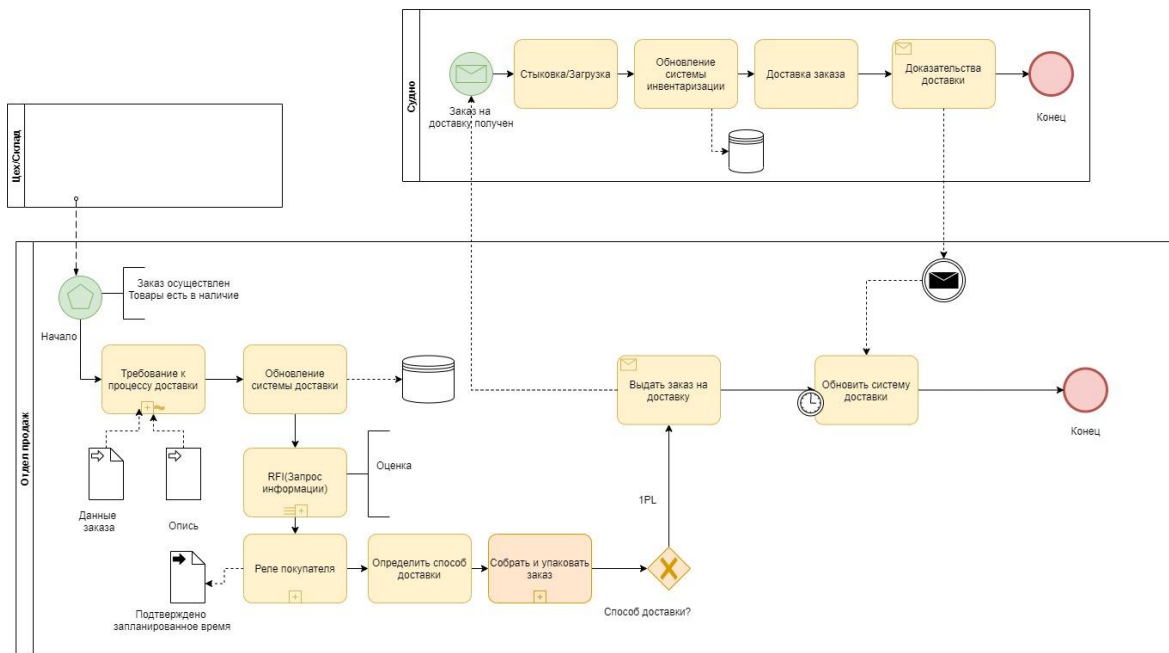 Судно
Заказ на
доставку получен
Стыковка/Загрузка
Обновление
системы
инвентаризации
Доставка заказа
Доказательства
доставки
Конец
Цех/Склад
Отдел продаж
Заказ осуществлен
Товары есть в наличие
Начало
Требование к
процессу доставки
Обновление
системы доставки
Выдать заказ на
доставку
Обновить систему
доставки
Конец
Данные
заказа
Опись
RFI(Запрос
информации)
Оценка
1PL
Реле покупателя
Определить способ
доставки
Собрать и упаковать
заказ
Способ доставки?
Подтверждено
запланированное время